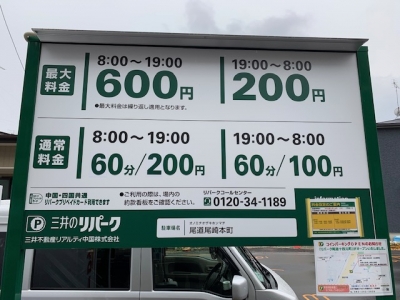 最大料金
8:00〜19:00
600円
●最大料金は繰り返し適用となります。
19:00〜8:00
200円
通常料金
8:00〜19:00
60分/200円
19:00〜8:00
60分/100円
中国・四国共通
リパークプリペイドカード利用できます
●ご利用の際は、場内の
約款看板をご確認ください。
リパークコールセンター
0120-34-1189
P 三井のリパーク
三井不動産リアルティ中国株式会社
駐車場名
尾道尾崎本町